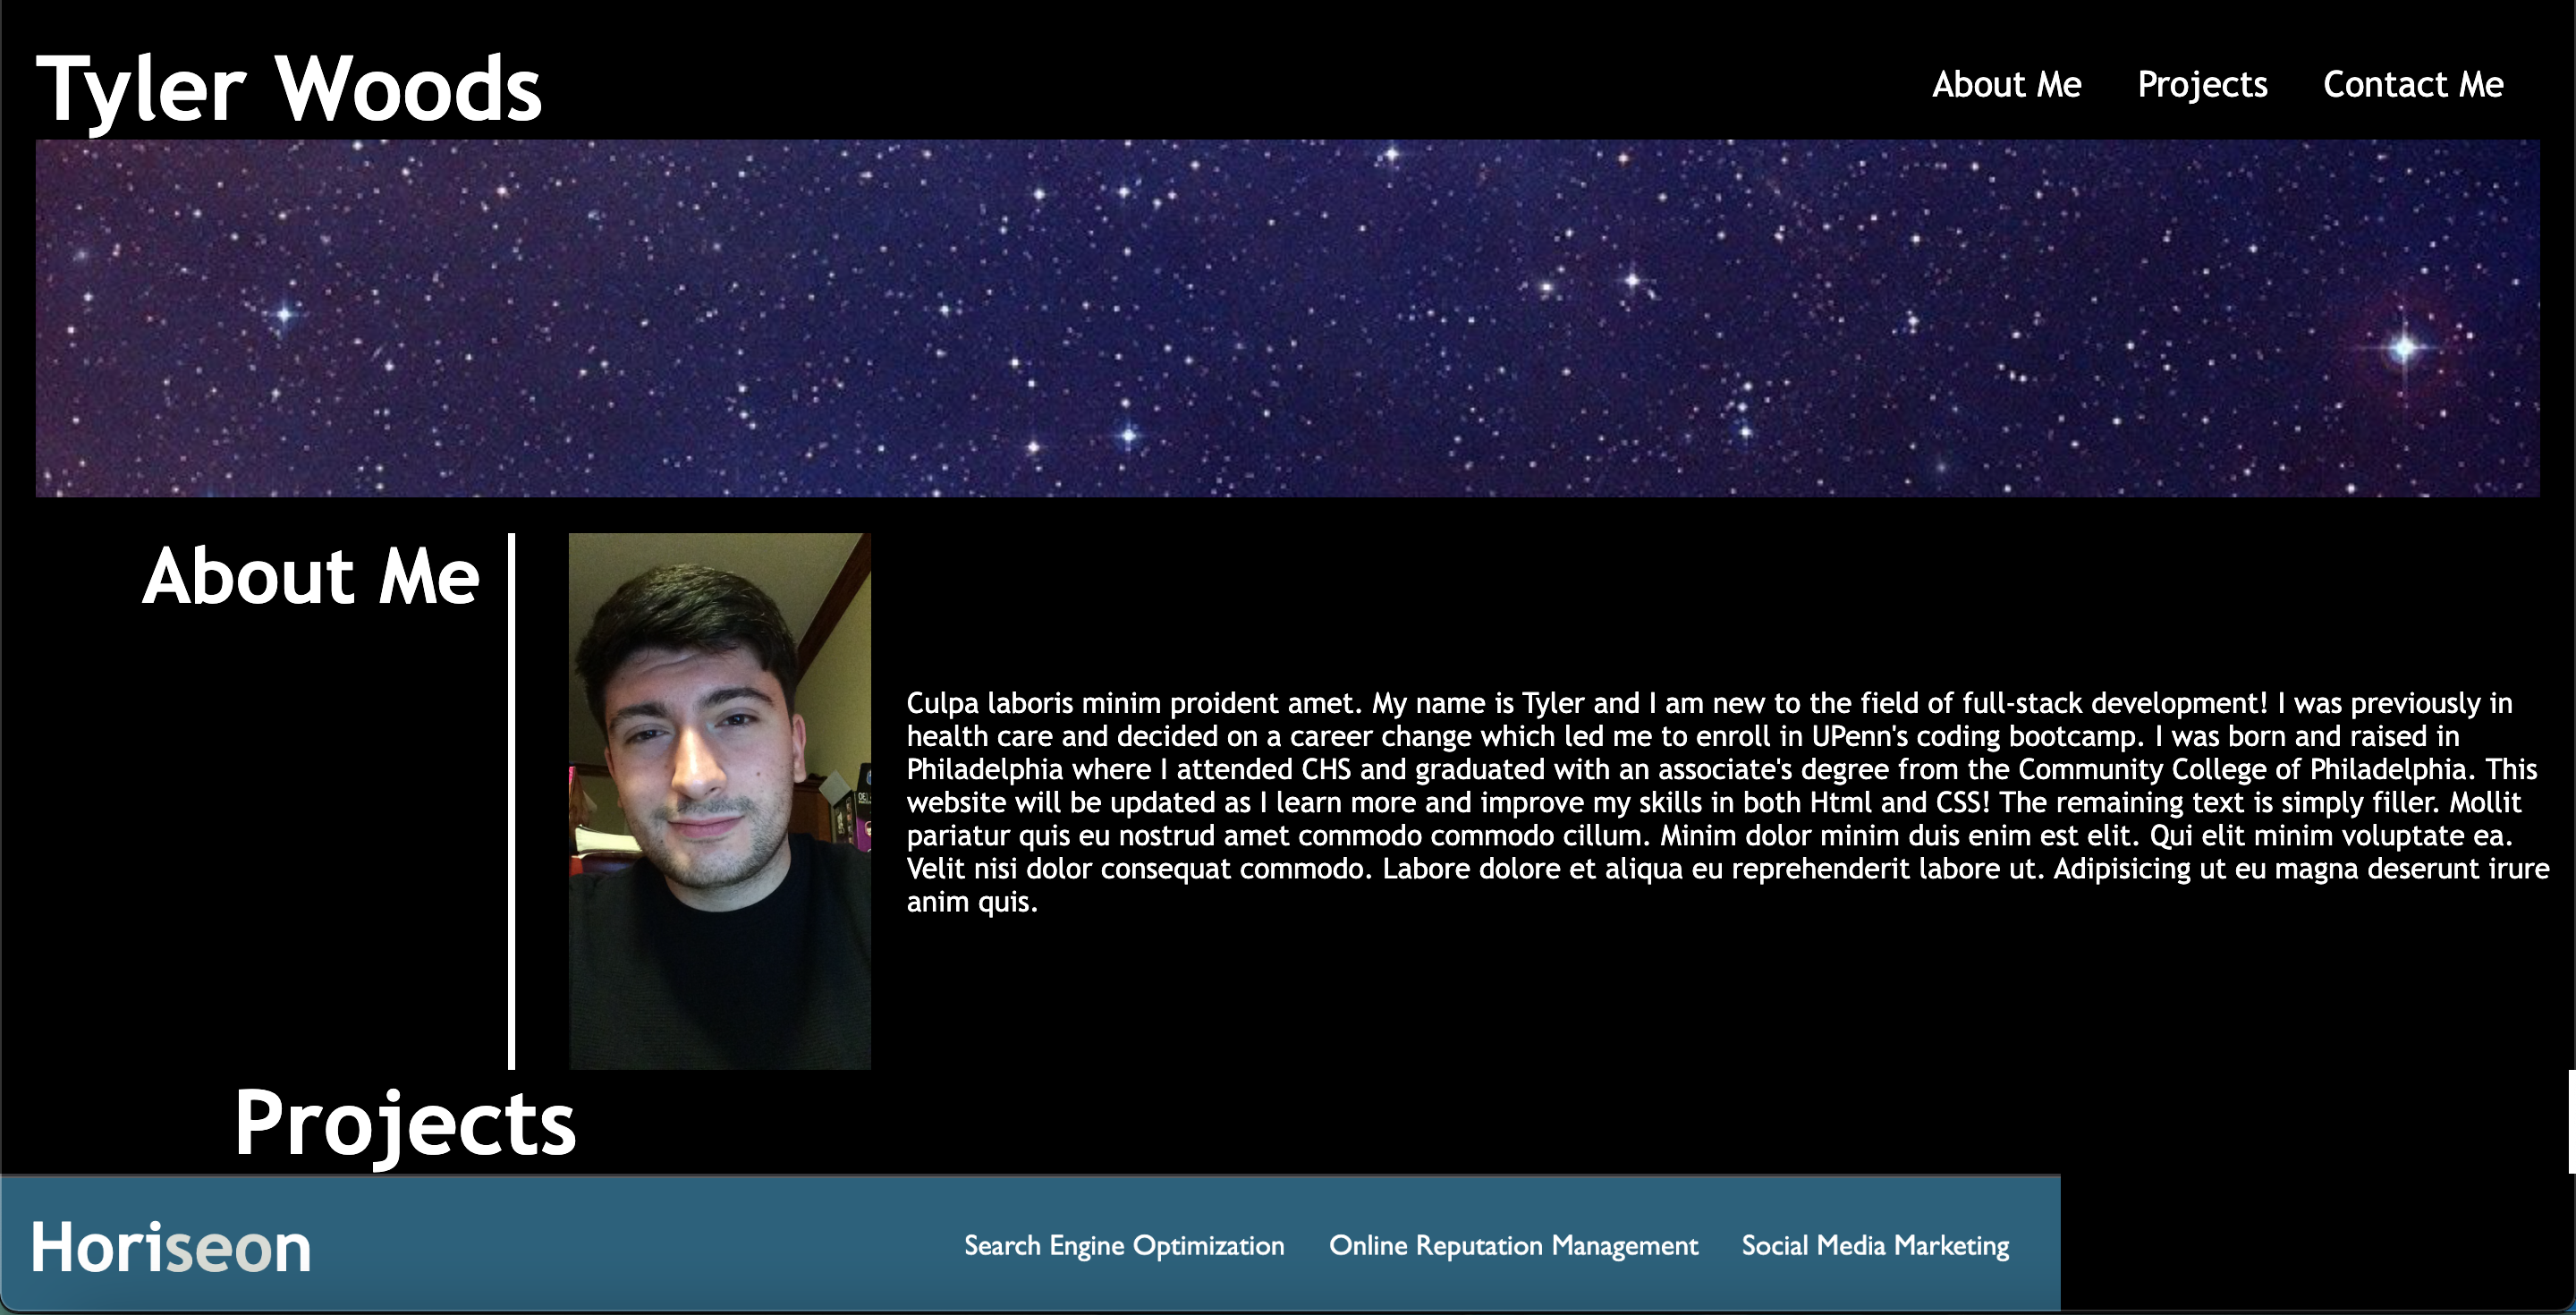 Tyler Woods
About Me Projects Contact Me
About Me
Culpa laboris minim proident amet. My name is Tyler and I am new to the field of full-stack development! I was previously in
health care and decided on a career change which led me to enroll in UPenn's coding bootcamp. I was born and raised in
Philadelphia where I attended CHS and graduated with an associate's degree from the Community College of Philadelphia. This
website will be updated as I learn more and improve my skills in both Html and CSS! The remaining text is simply filler. Mollit
pariatur quis eu nostrud amet commodo commodo cillum. Minim dolor minim duis enim est elit. Qui elit minim voluptate ea.
Velit nisi dolor consequat commodo. Labore dolore et aliqua eu reprehenderit labore ut. Adipisicing ut eu magna deserunt irure
anim quis.
Projects
Horiseon
Search Engine Optimization Online Reputation Management Social Media Marketing